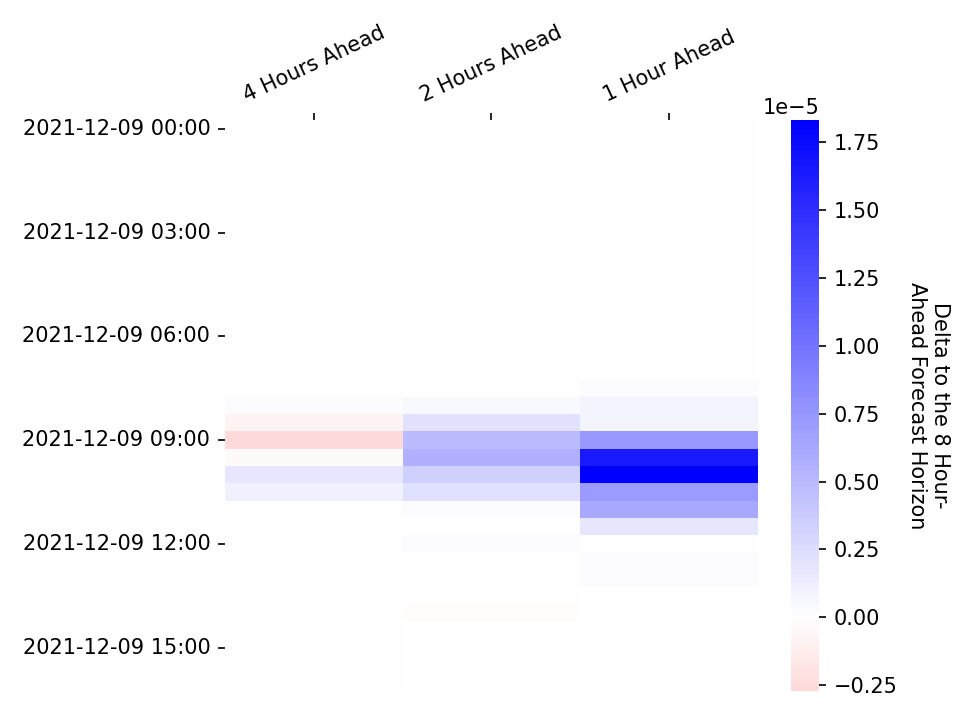 4 Hours Ahead
2 Hours Ahead
1 Hour Ahead
1e−5
2021-12-09 00:00
2021-12-09 03:00
2021-12-09 06:00
2021-12-09 09:00
2021-12-09 12:00
2021-12-09 15:00
1.75
1.50
1.25
1.00
0.75
0.50
0.25
0.00
−0.25
Delta to the 8 Hour-
Ahead Forecast Horizon